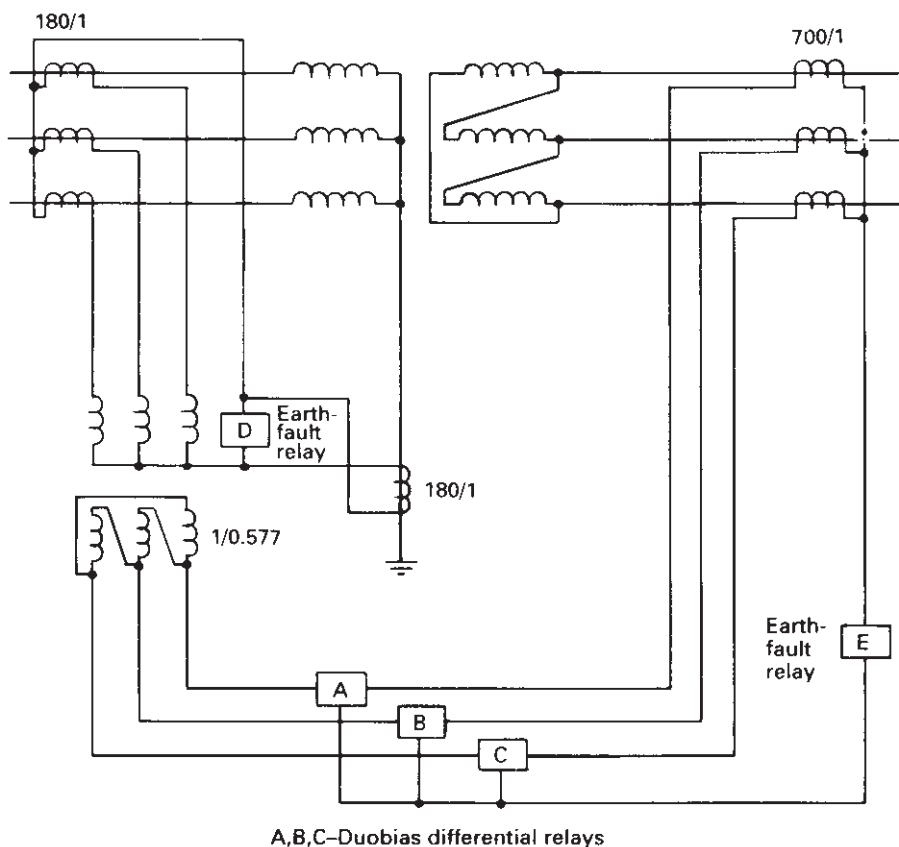 180/1
700/1
D
Earth-
fault
relay
180/1
1/0.577
Earth-
fault
relay
E
A
B
C
A,B,C–Duobias differential relays